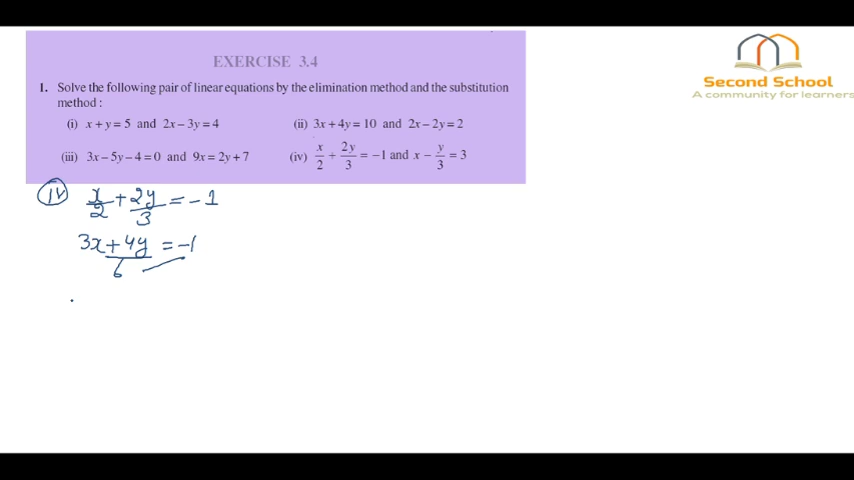 EXERCISE 3.4
1. Solve the following pair of linear equations by the elimination method and the substitution
method :
(i) x + y = 5 and 2x – 3y = 4 (ii) 3x + 4y = 10 and 2x – 2y = 2
(iii) 3x – 5y – 4 = 0 and 9x = 2y + 7 (iv) x/2 + 2y/3 = –1 and x – y/3 = 3
Second School
A community for learners
(iv) x/2 + 2y/3 = -1
3x+4y/6 = -1